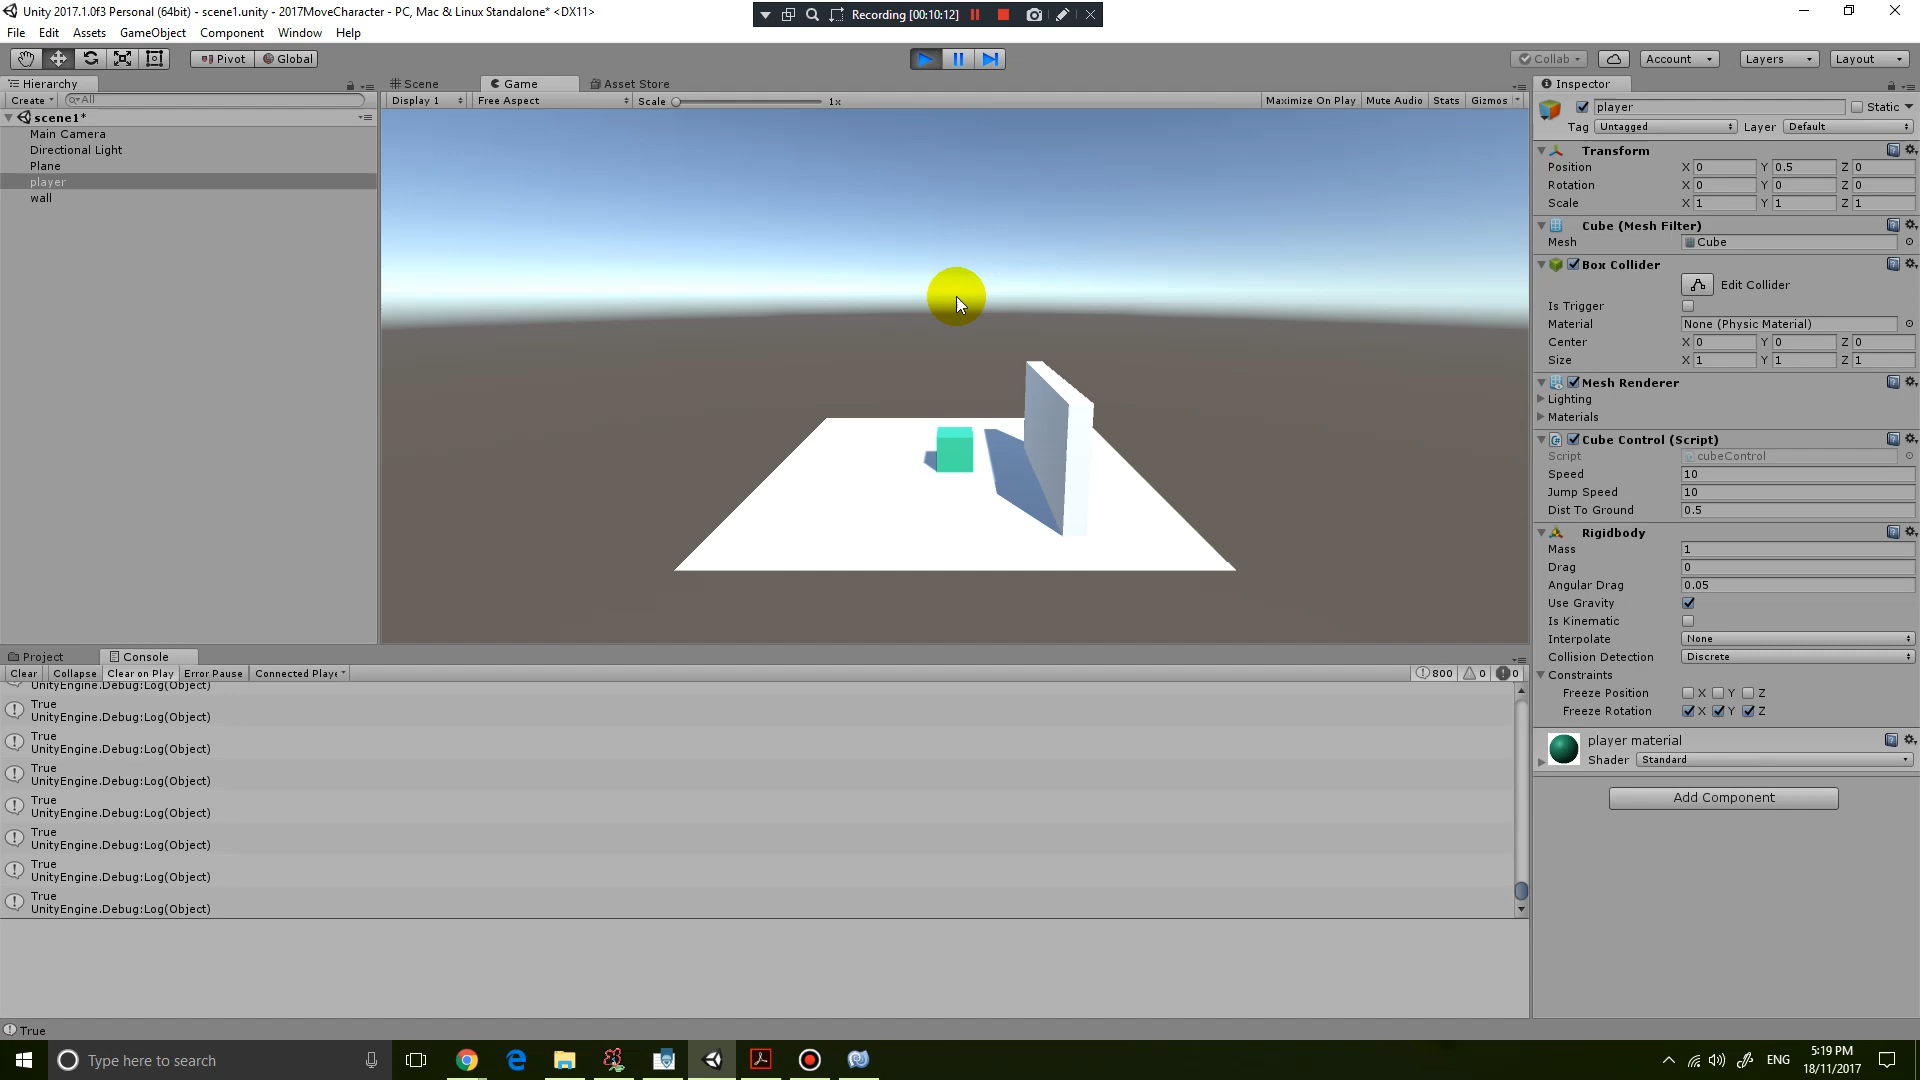 Unity 2017.1.0f3 Personal (64bit) - scene1.unity - 2017MoveCharacter - PC, Mac & Linux Standalone* <DX11>
Recording [00:10:12]
File Edit Assets GameObject Component Window Help
Pivot Global
Collab Account Layers Layout
Hierarchy
Scene Game Asset Store
Inspector
Create All
Display 1 Free Aspect Scale 1x Maximize On Play Mute Audio Stats Gizmos
player Static
scene1*
Tag Untagged Layer Default
Main Camera
Directional Light
Plane
player
wall
Transform
Position X 0 Y 0.5 Z 0
Rotation X 0 Y 0 Z 0
Scale X 1 Y 1 Z 1
Cube (Mesh Filter)
Mesh Cube
Box Collider
Edit Collider
Is Trigger
Material None (Physic Material)
Center X 0 Y 0 Z 0
Size X 1 Y 1 Z 1
Mesh Renderer
Lighting
Materials
Cube Control (Script)
Script cubeControl
Speed 10
Jump Speed 10
Dist To Ground 0.5
Rigidbody
Mass 1
Drag 0
Angular Drag 0.05
Use Gravity
Is Kinematic
Interpolate None
Collision Detection Discrete
Constraints
Freeze Position X Y Z
Freeze Rotation X Y Z
player material
Shader Standard
Add Component
Project Console
Clear Collapse Clear on Play Error Pause Connected Playe 800 0 0
UnityEngine.Debug:Log(Object)
True
UnityEngine.Debug:Log(Object)
True
UnityEngine.Debug:Log(Object)
True
UnityEngine.Debug:Log(Object)
True
UnityEngine.Debug:Log(Object)
True
UnityEngine.Debug:Log(Object)
True
UnityEngine.Debug:Log(Object)
True
UnityEngine.Debug:Log(Object)
True
Type here to search
ENG
5:19 PM
18/11/2017